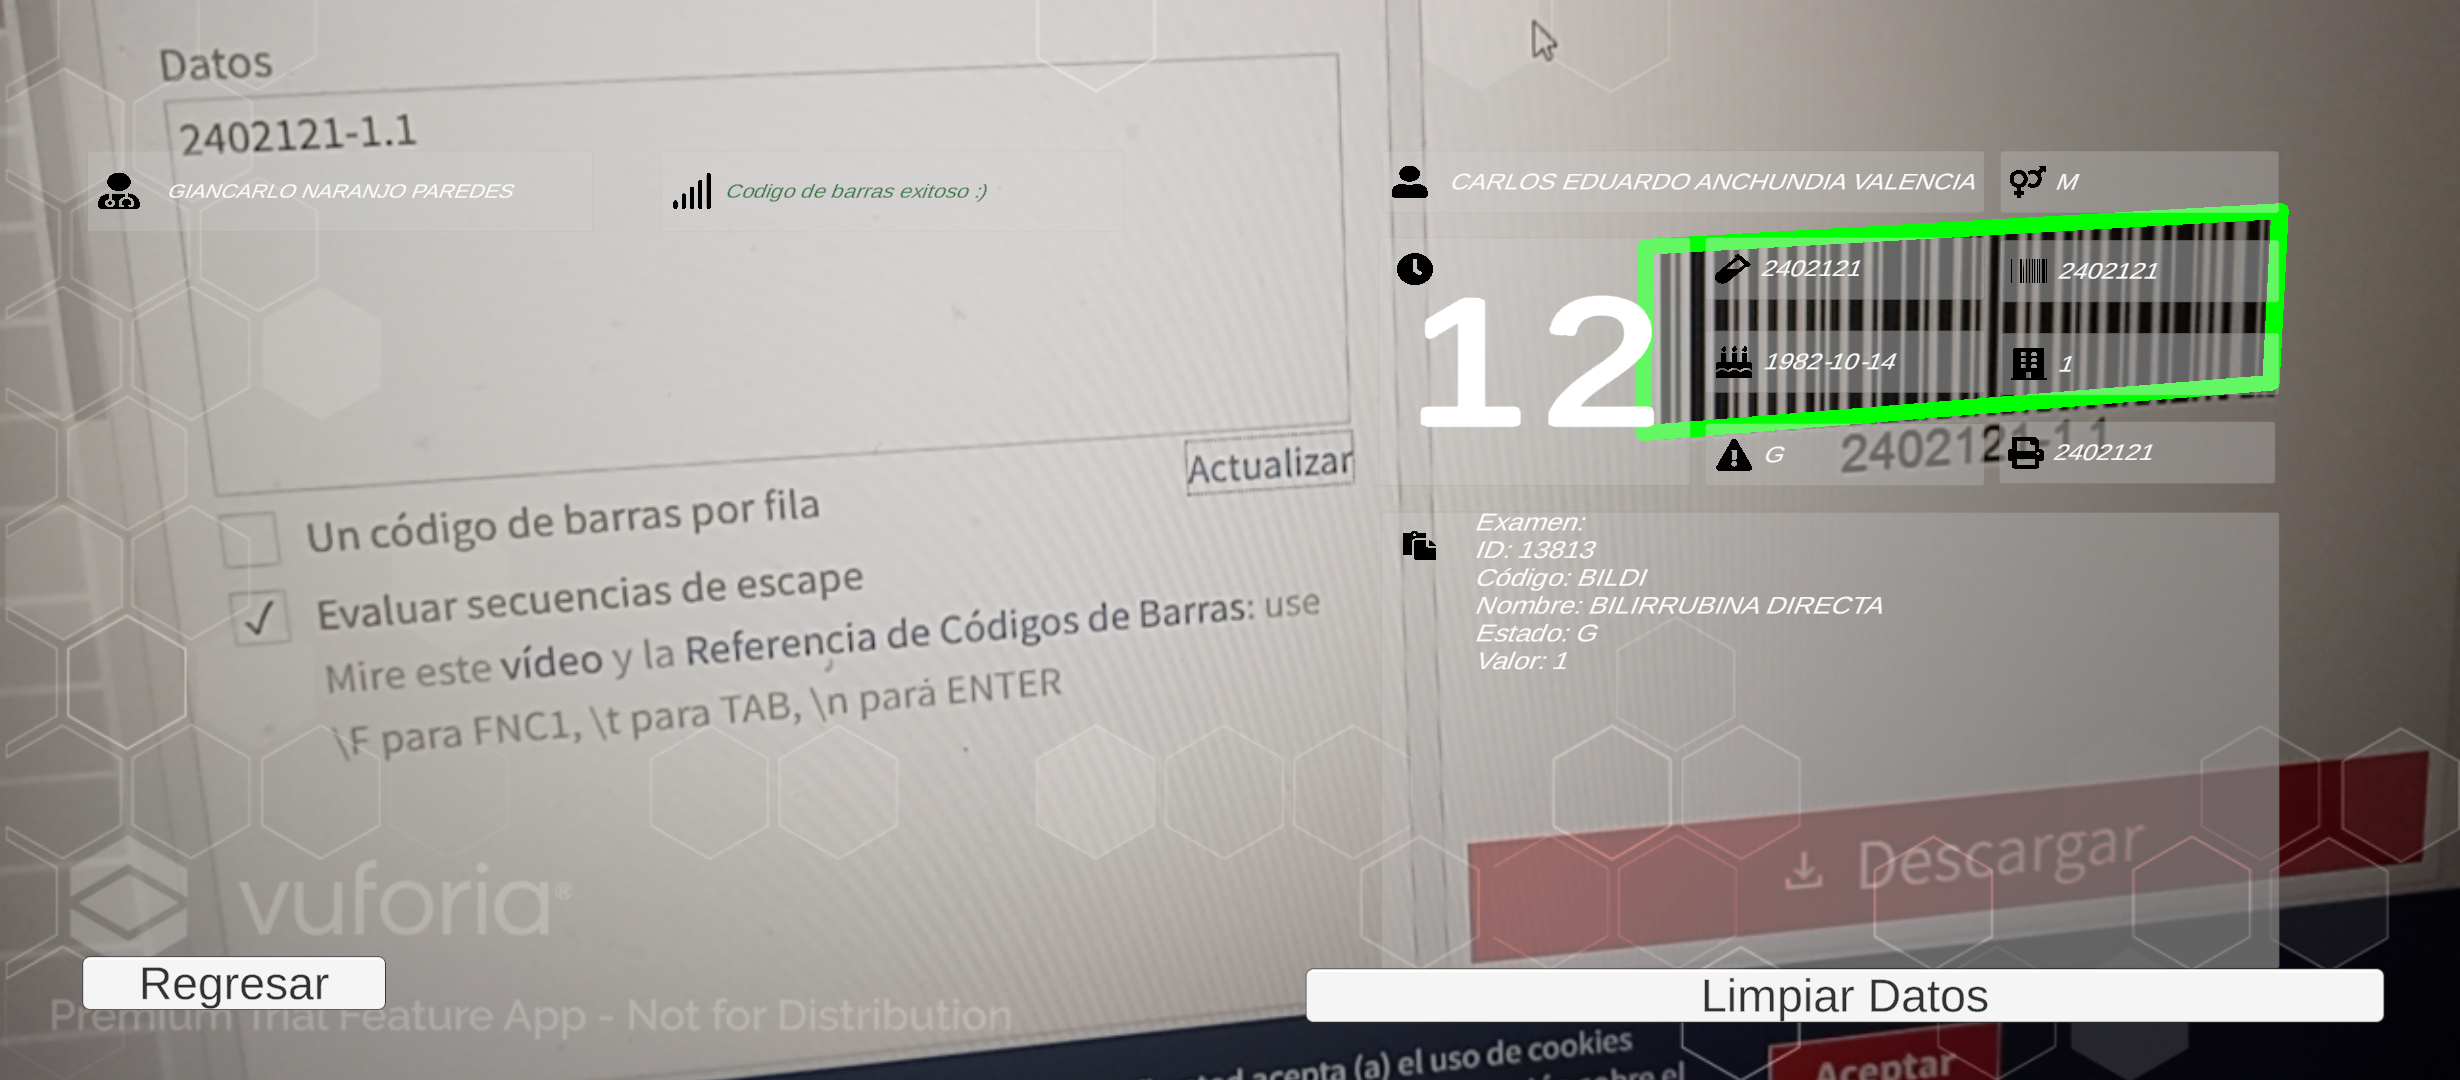 Datos
2402121-1.1
GIANCARLO NARANJO PAREDES
Codigo de barras exitoso :)
CARLOS EDUARDO ANCHUNDIA VALENCIA
M
12
2402121
2402121
1982-10-14
1
G
2402121-1.1
2402121
Actualizar
Un código de barras por fila
✓ Evaluar secuencias de escape
Mire este vídeo y la Referencia de Códigos de Barras: use
\F para FNC1, \t para TAB, \n para ENTER
Examen:
ID: 13813
Código: BILDI
Nombre: BILIRRUBINA DIRECTA
Estado: G
Valor: 1
Descargar
vuforia®
Regresar
Limpiar Datos
Premium Trial Feature App - Not for Distribution
acepta (a) el uso de cookies
el
Aceptar